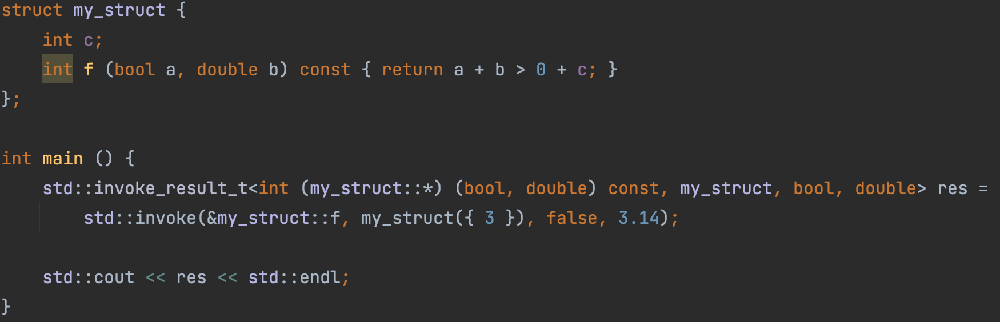 struct my_struct {
    int c;
    int f (bool a, double b) const { return a + b > 0 + c; }
};
int main () {
    std::invoke_result_t<int (my_struct::*) (bool, double) const, my_struct, bool, double> res =
        std::invoke(&my_struct::f, my_struct({ 3 }), false, 3.14);
    std::cout << res << std::endl;
}